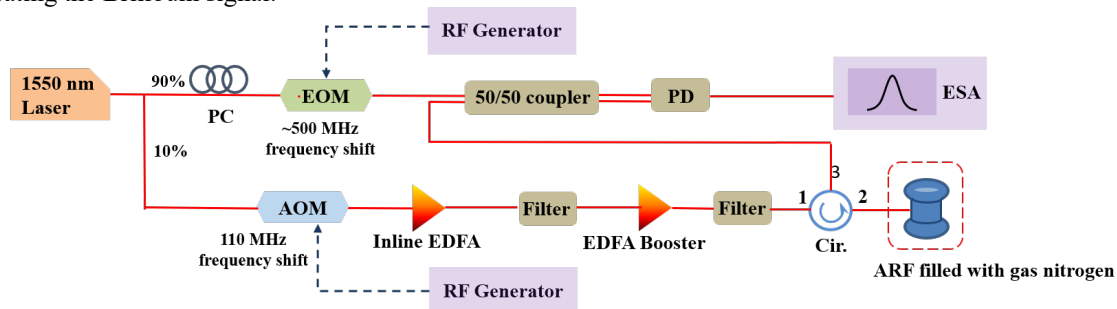 RF Generator
1550 nm
Laser
90%
PC
EOM
~500 MHz
frequency shift
50/50 coupler
PD
ESA
10%
AOM
110 MHz
frequency shift
Inline EDFA
Filter
EDFA Booster
Filter
1
3
2
Cir.
ARF filled with gas nitrogen
RF Generator